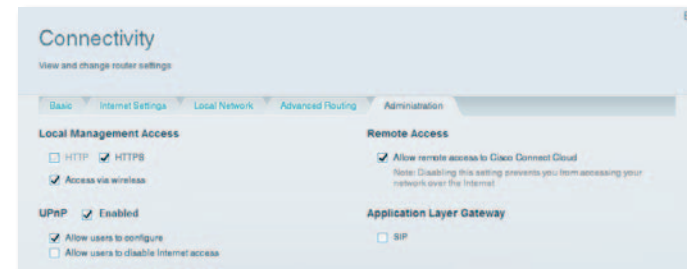 Connectivity
View and change router settings
Basic Internet Settings Local Network Advanced Routing Administration
Local Management Access
HTTP HTTPS
Access via wireless
UPnP Enabled
Allow users to configure
Allow users to disable Internet access
Remote Access
Allow remote access to Cisco Connect Cloud
Note: Disabling this setting prevents you from accessing your
network over the Internet
Application Layer Gateway
SIP